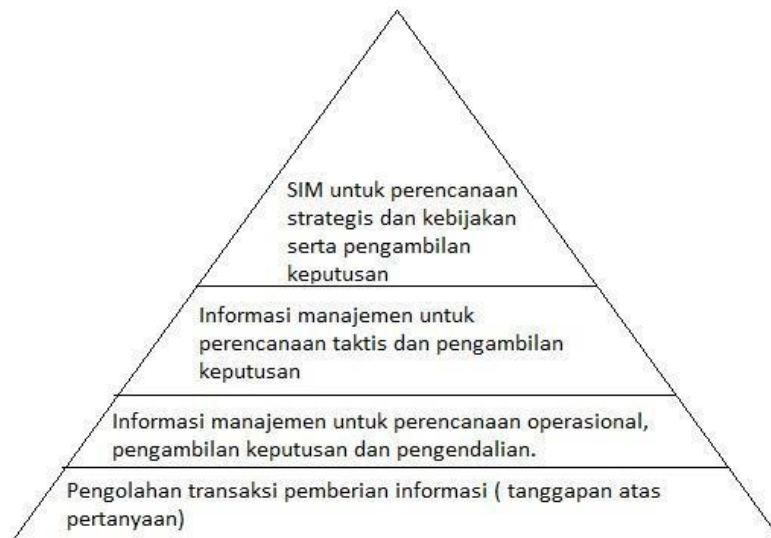 SIM untuk perencanaan
strategis dan kebijakan
serta pengambilan
keputusan
Informasi manajemen untuk
perencanaan taktis dan pengambilan
keputusan
Informasi manajemen untuk perencanaan operasional,
pengambilan keputusan dan pengendalian.
Pengolahan transaksi pemberian informasi ( tanggapan atas
pertanyaan)